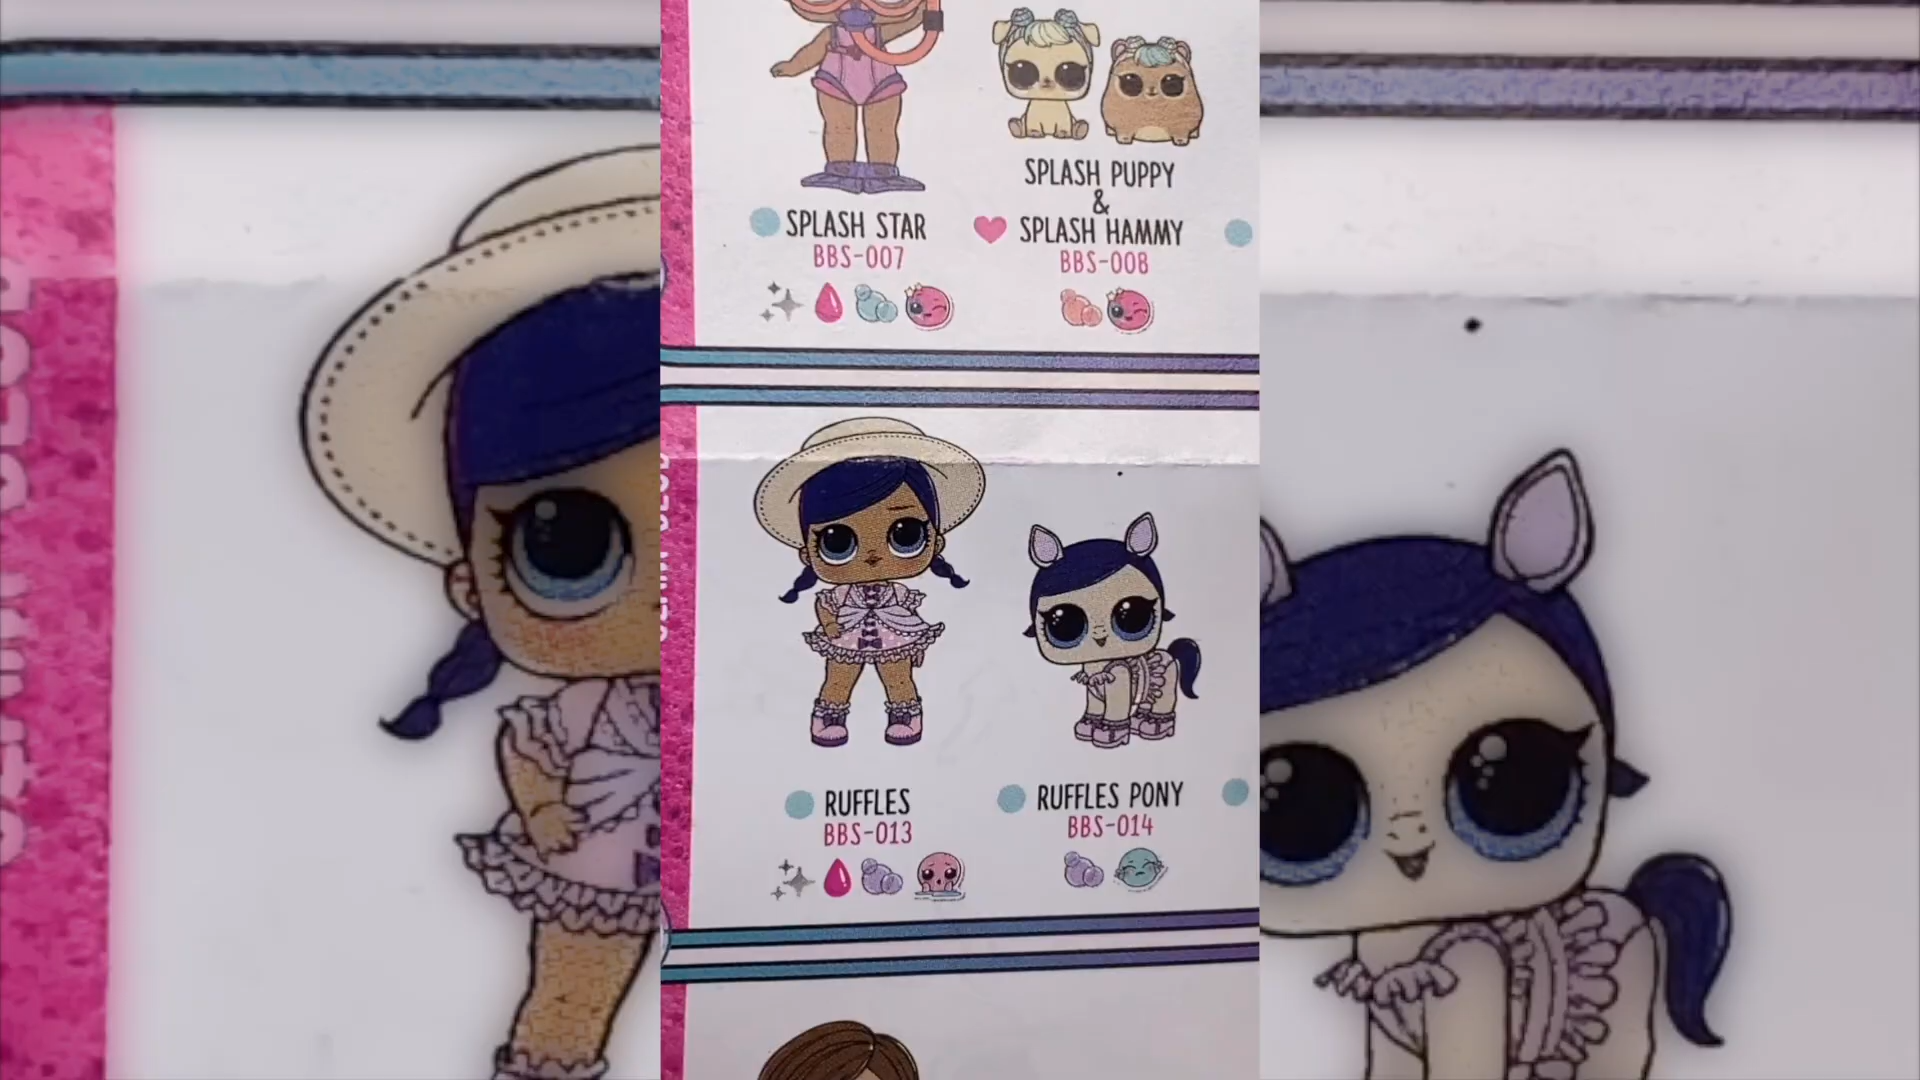 SPLASH STAR
BBS-007
SPLASH PUPPY
&
SPLASH HAMMY
BBS-008
RUFFLES
BBS-013
RUFFLES PONY
BBS-014